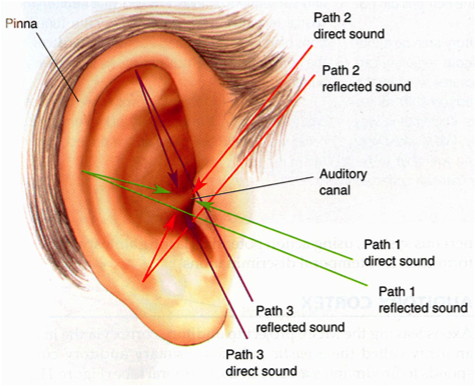 Pinna
Path 2
direct sound
Path 2
reflected sound
Auditory
canal
Path 1
direct sound
Path 1
reflected sound
Path 3
reflected sound
Path 3
direct sound
CORTEX